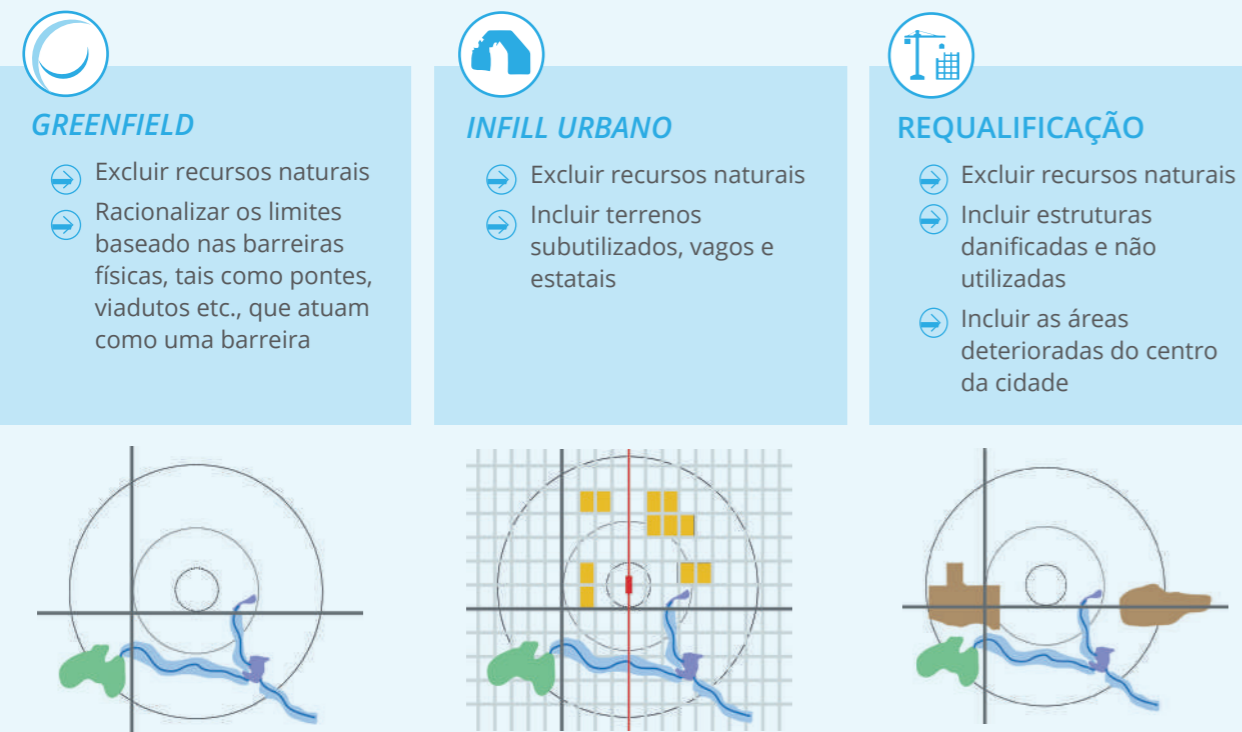 GREENFIELD
Excluir recursos naturais
Racionalizar os limites
baseado nas barreiras
físicas, tais como pontes,
viadutos etc., que atuam
como uma barreira
INFILL URBANO
Excluir recursos naturais
Incluir terrenos
subutilizados, vagos e
estatais
REQUALIFICAÇÃO
Excluir recursos naturais
Incluir estruturas
danificadas e não
utilizadas
Incluir as áreas
deterioradas do centro
da cidade